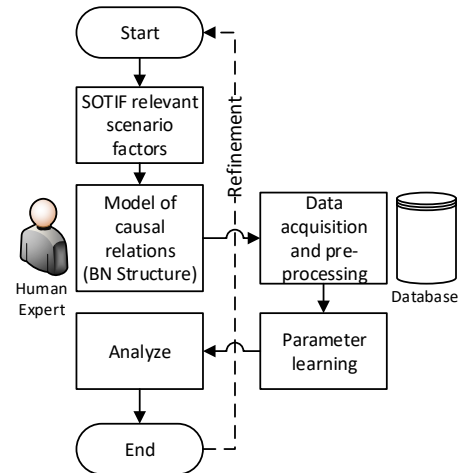 Start
SOTIF relevant
scenario
factors
Refinement
Model of
causal
relations
(BN Structure)
Human
Expert
Data
acquisition
and pre-
processing
Database
Analyze
Parameter
learning
End